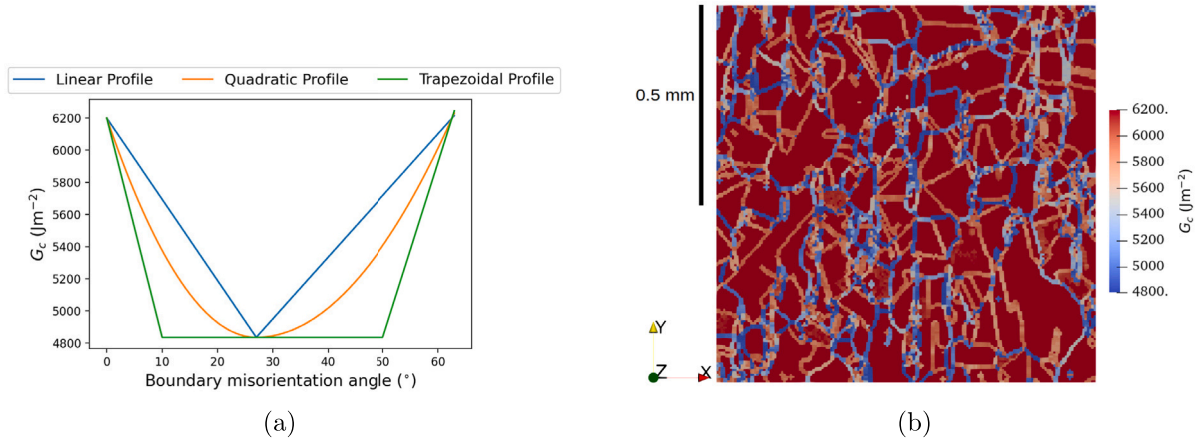 Linear Profile Quadratic Profile Trapezoidal Profile
6200
6000
5800
5600
5400
5200
5000
4800
G_c (Jm⁻²)
0 10 20 30 40 50 60
Boundary misorientation angle (°)
(a)
0.5 mm
Y
Z X
6200.
6000
5800
5600
5400
5200
5000
4800.
G_c (Jm⁻²)
(b)